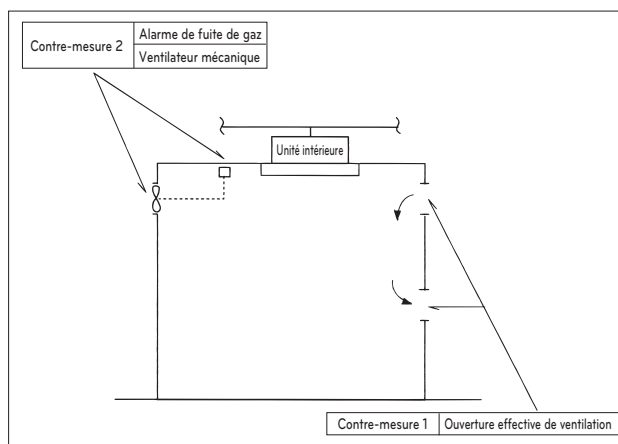 Contre-mesure 2
Alarme de fuite de gaz
Ventilateur mécanique
Unité intérieure
Contre-mesure 1
Ouverture effective de ventilation